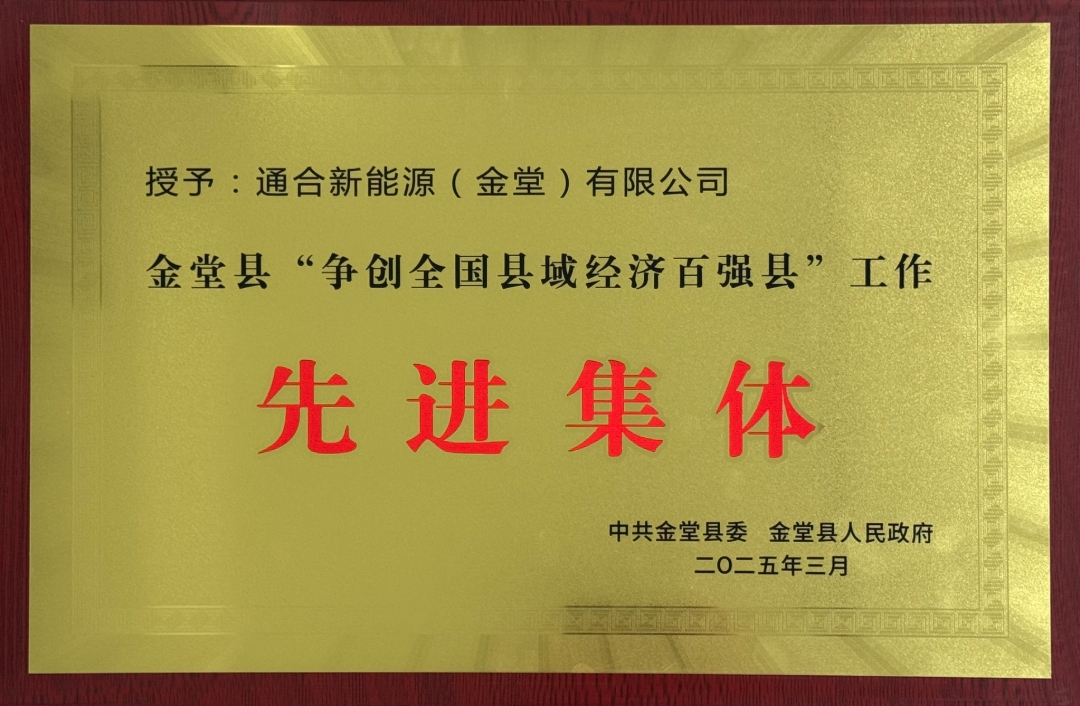 授予：通合新能源（金堂）有限公司
金堂县“争创全国县域经济百强县”工作
先进集体
中共金堂县委 金堂县人民政府
二O二五年三月